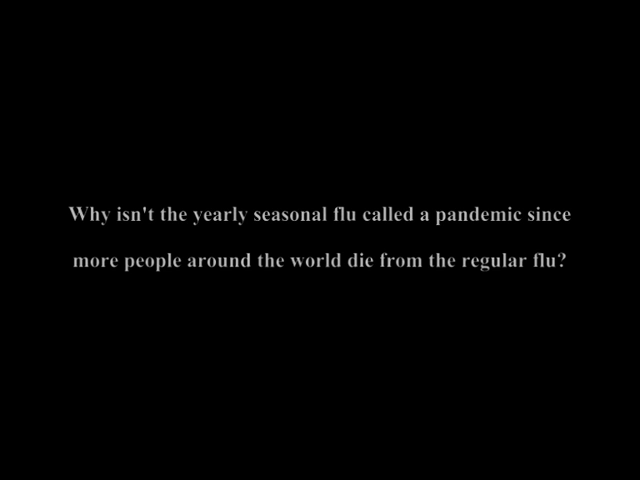 Why isn't the yearly seasonal flu called a pandemic since
more people around the world die from the regular flu?